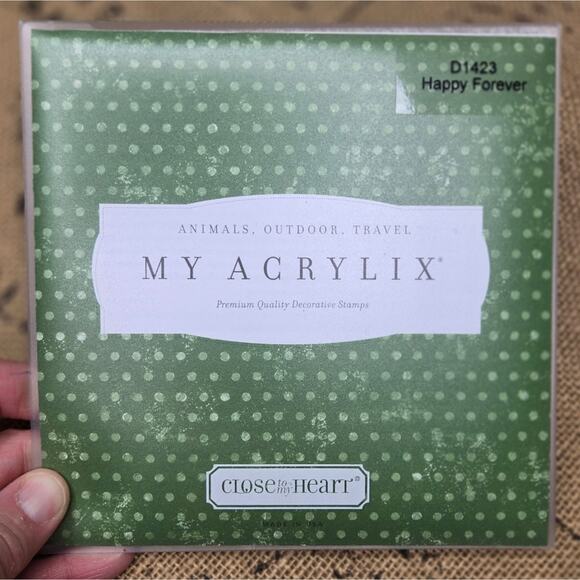 D1423
Happy Forever
ANIMALS, OUTDOOR, TRAVEL
MY ACRYLIX®
Premium Quality Decorative Stamps
CLOSE to my HEART®
MADE IN USA